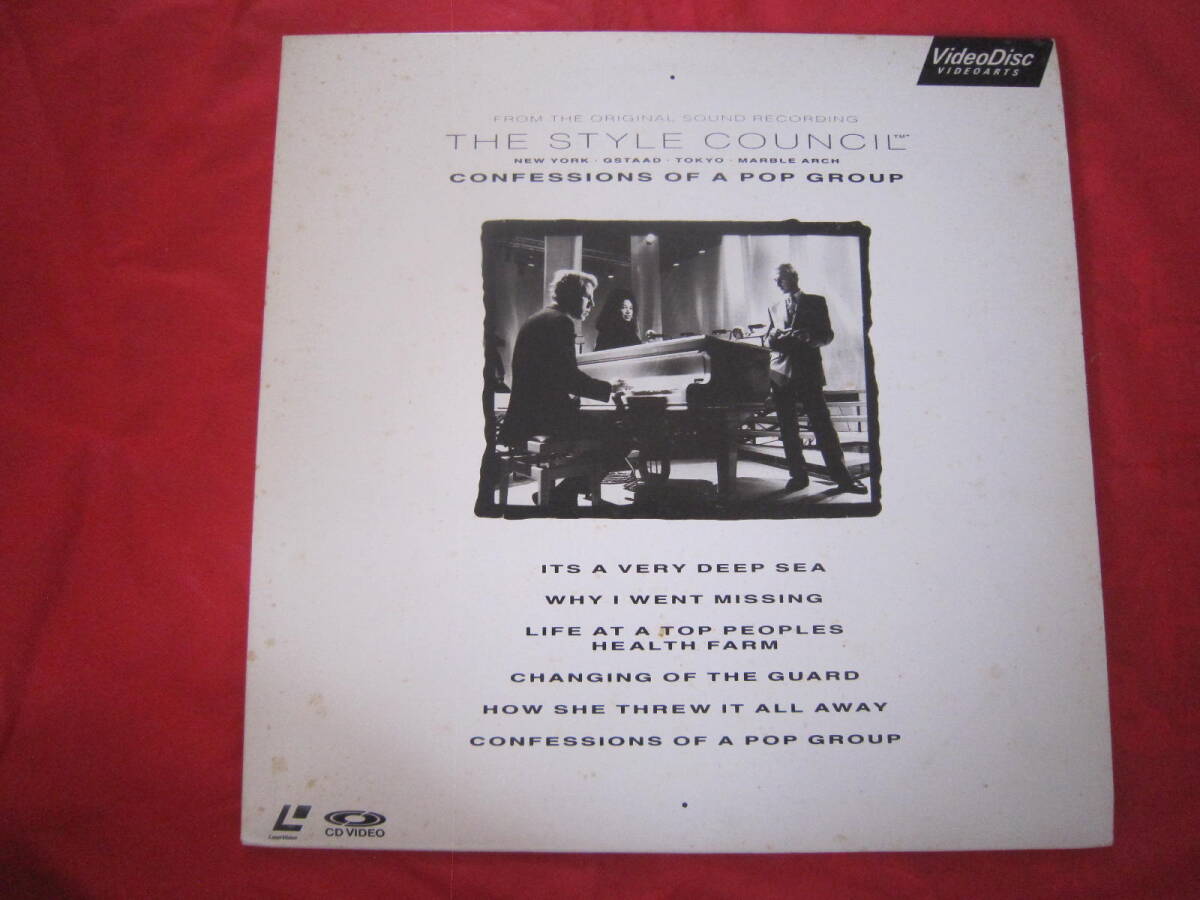 VideoDisc
VIDEOARTS
FROM THE ORIGINAL SOUND RECORDING
THE STYLE COUNCIL™
NEW YORK · GSTAAD · TOKYO · MARBLE ARCH
CONFESSIONS OF A POP GROUP
ITS A VERY DEEP SEA
WHY I WENT MISSING
LIFE AT A TOP PEOPLES
HEALTH FARM
CHANGING OF THE GUARD
HOW SHE THREW IT ALL AWAY
CONFESSIONS OF A POP GROUP
LaserVision
CD VIDEO